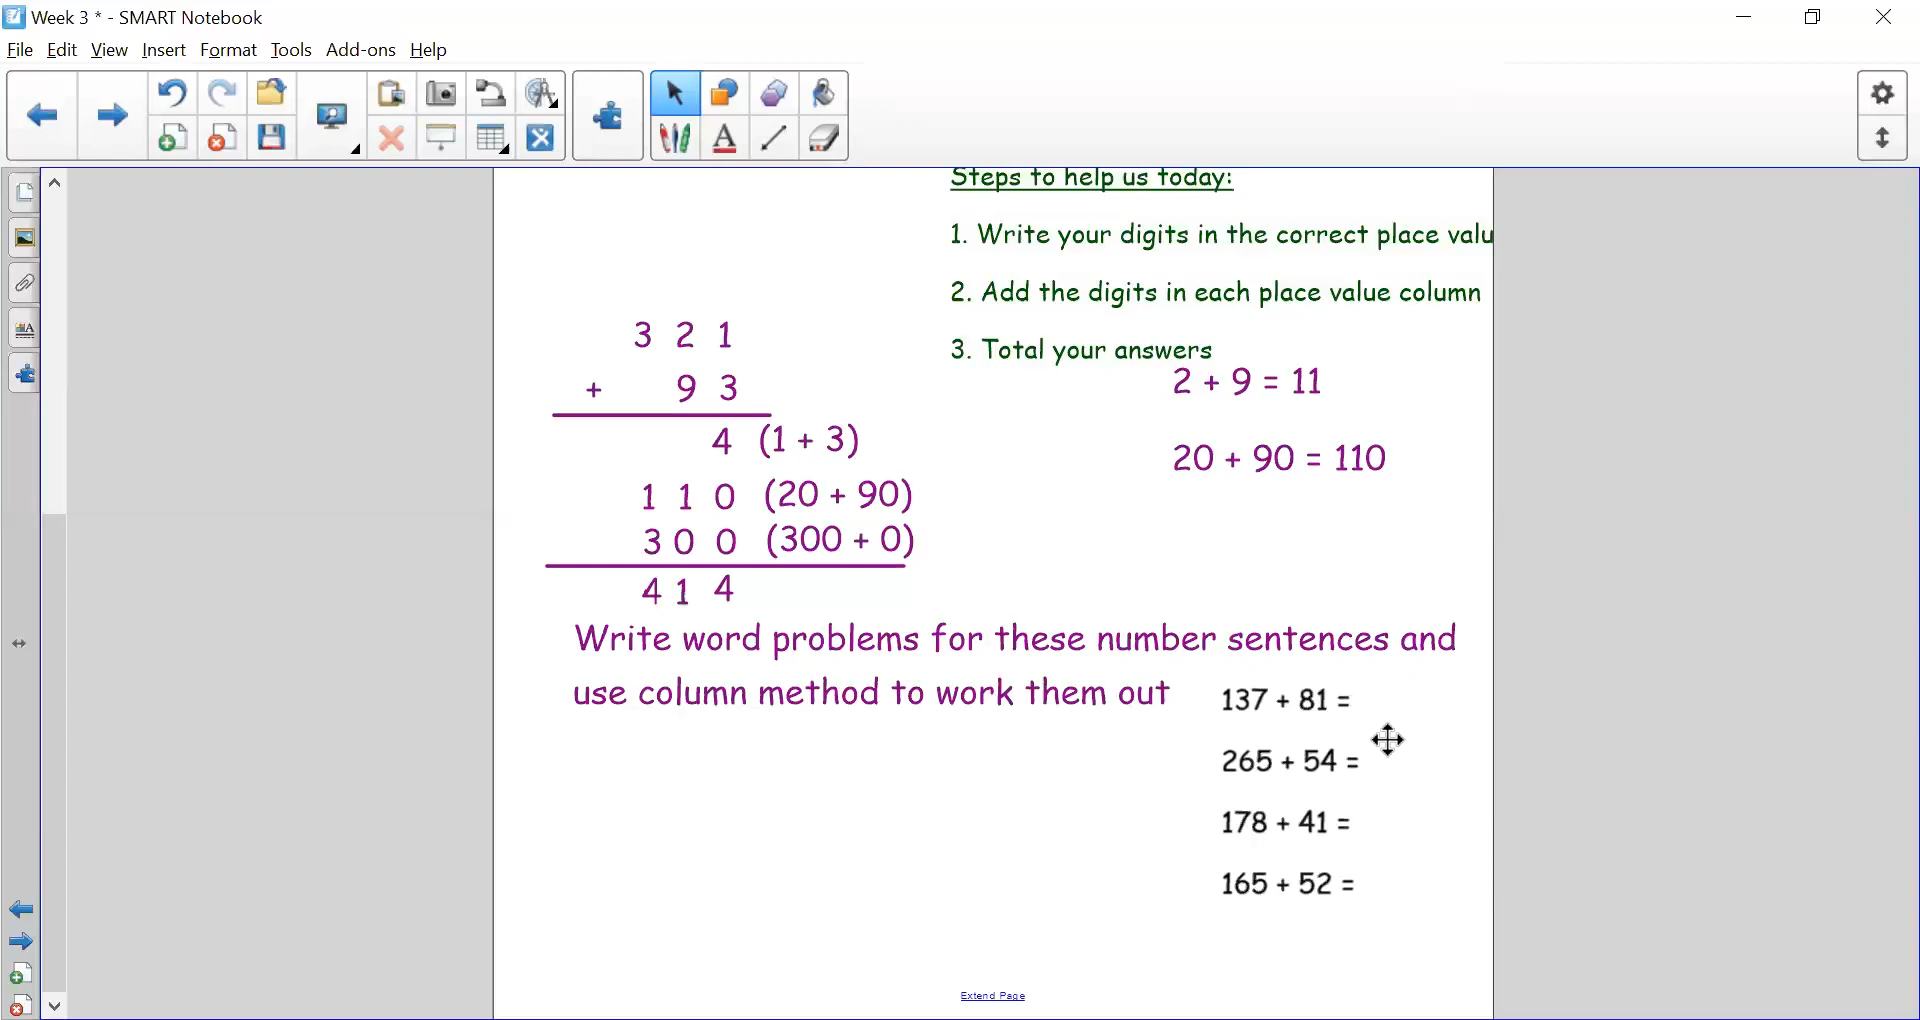 Week 3 * - SMART Notebook
File Edit View Insert Format Tools Add-ons Help
Steps to help us today:
1. Write your digits in the correct place valu
2. Add the digits in each place value column
3. Total your answers
2 + 9 = 11
20 + 90 = 110
3 2 1
+ 9 3
4 (1 + 3)
1 1 0 (20 + 90)
3 0 0 (300 + 0)
4 1 4
Write word problems for these number sentences and
use column method to work them out
137 + 81 =
265 + 54 =
178 + 41 =
165 + 52 =
Extend Page